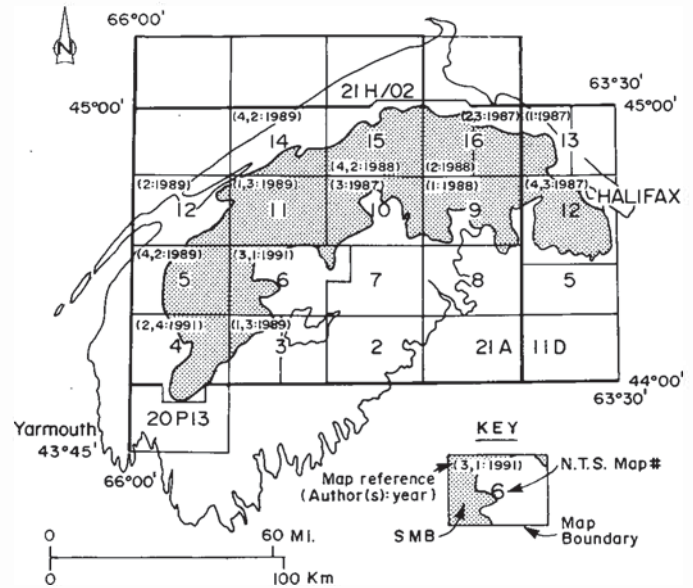 66°00'
N
21H/02
63°30'
45°00'
45°00'
(4,2:1989)
(2,3:1987)
(1:1987)
14
15
16
13
(2:1989)
(1,3:1989)
(4,2:1988)
(3:1987)
(2:1988)
(1:1988)
(4,3:1987)
HALIFAX
12
11
10
9
12
(4,2:1989)
(3,1:1991)
5
6
7
8
5
(2,4:1991)
(1,3:1989)
4
3
2
21A
11D
44°00'
63°30'
20P13
Yarmouth
43°45'
66°00'
KEY
(3,1:1991)
N.T.S. Map#
Map reference
(Author(s): year)
6
SMB
Map
Boundary
0 60 Mi.
0 100 Km